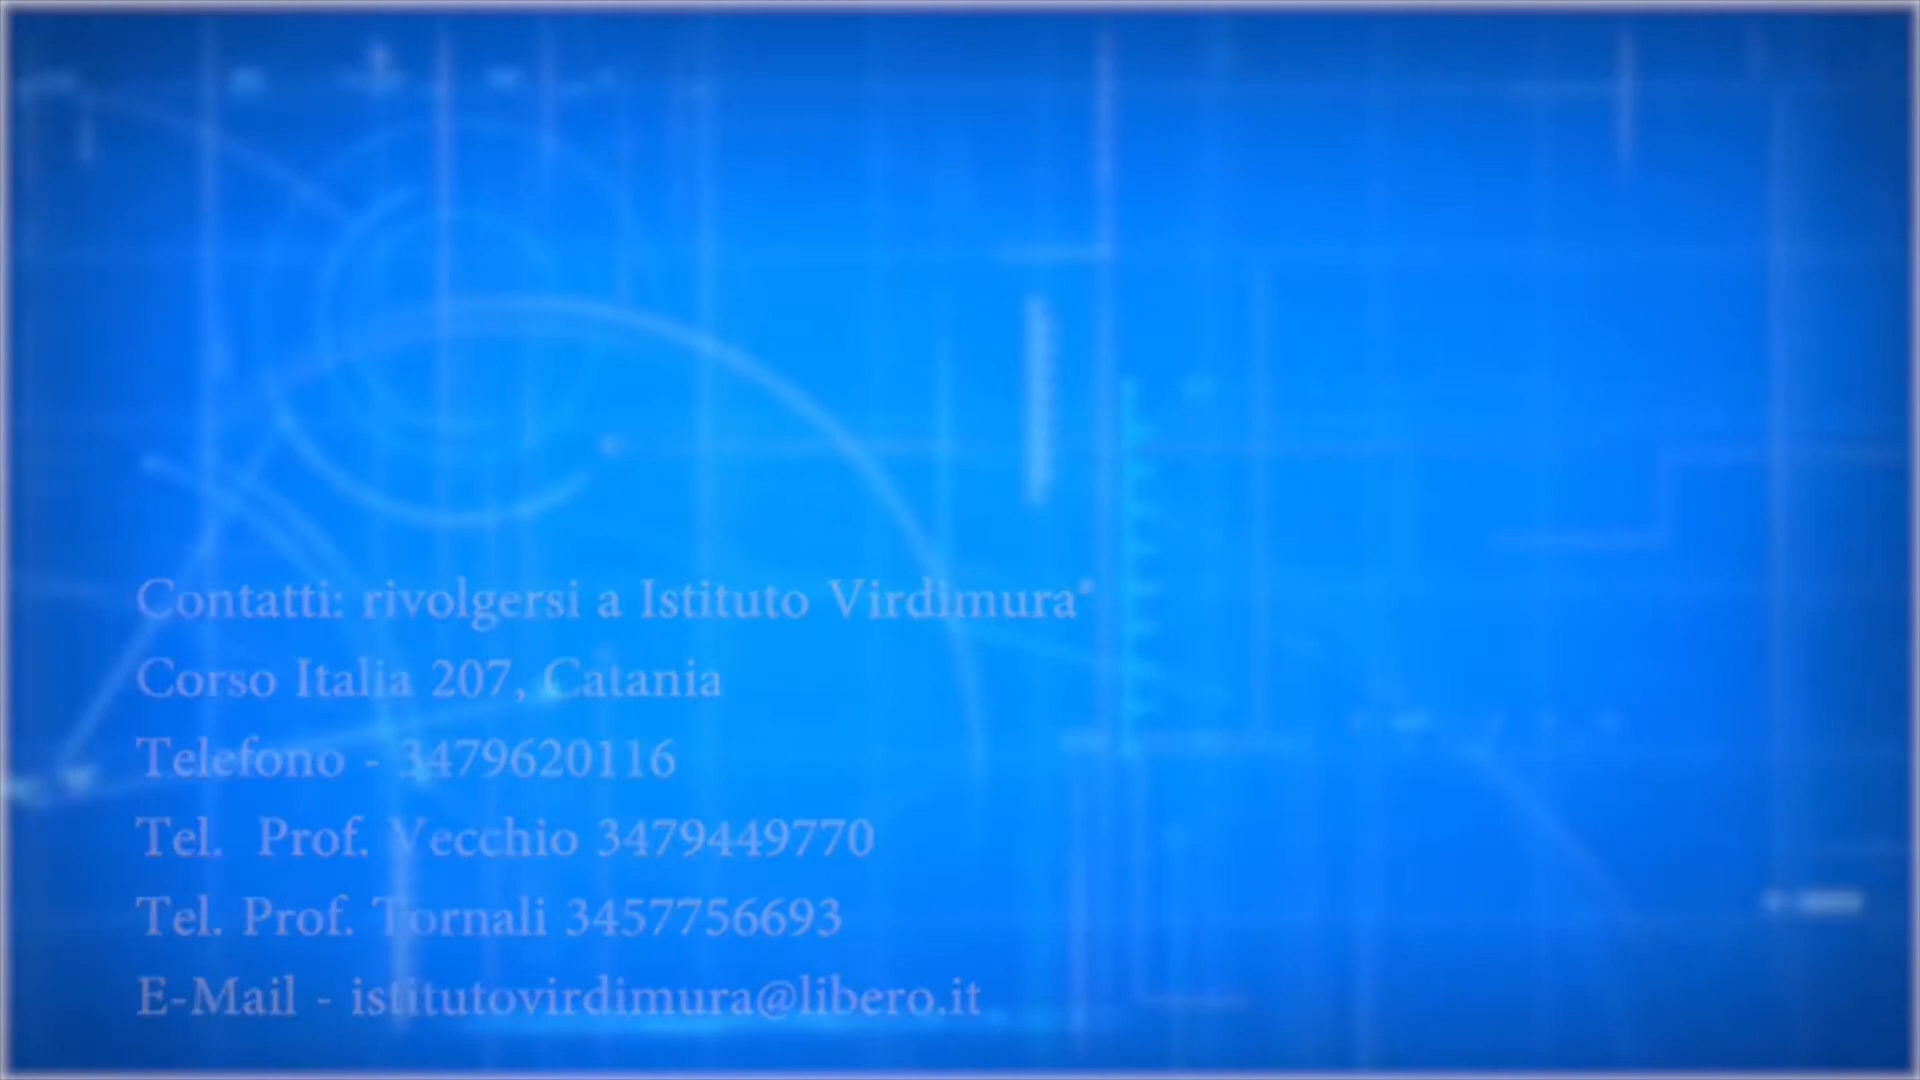 Contatti: rivolgersi a Istituto Virdimura®
Corso Italia 207, Catania
Telefono - 3479620116
Tel.  Prof. Vecchio 3479449770
Tel. Prof. Tornali 3457756693
E-Mail - istitutovirdimura@libero.it